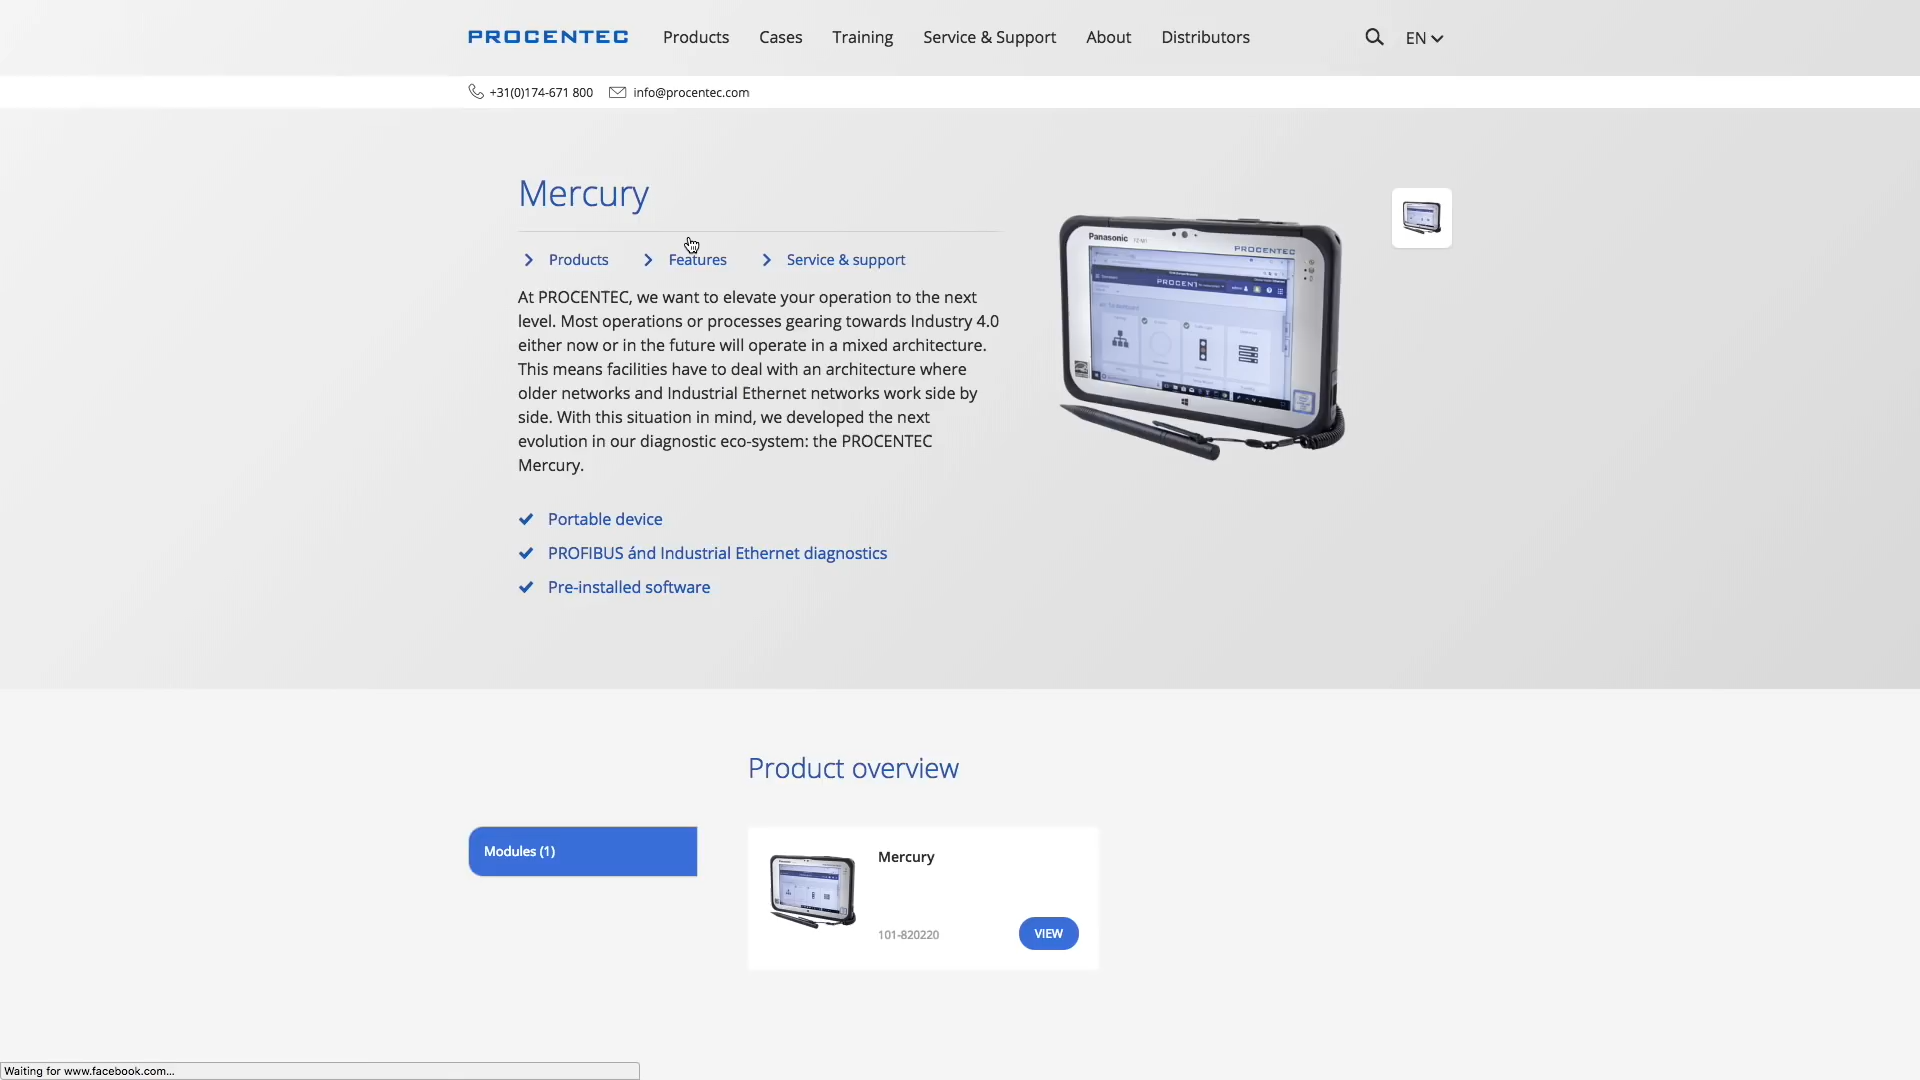 PROCENTEC
Products
Cases
Training
Service & Support
About
Distributors
EN
+31(0)174-671 800
info@procentec.com
Mercury
Products
Features
Service & support
At PROCENTEC, we want to elevate your operation to the next
level. Most operations or processes gearing towards Industry 4.0
either now or in the future will operate in a mixed architecture.
This means facilities have to deal with an architecture where
older networks and Industrial Ethernet networks work side by
side. With this situation in mind, we developed the next
evolution in our diagnostic eco-system: the PROCENTEC
Mercury.
Portable device
PROFIBUS ánd Industrial Ethernet diagnostics
Pre-installed software
Panasonic
PROCENTEC
Product overview
Modules (1)
Mercury
101-820220
VIEW
Waiting for www.facebook.com...